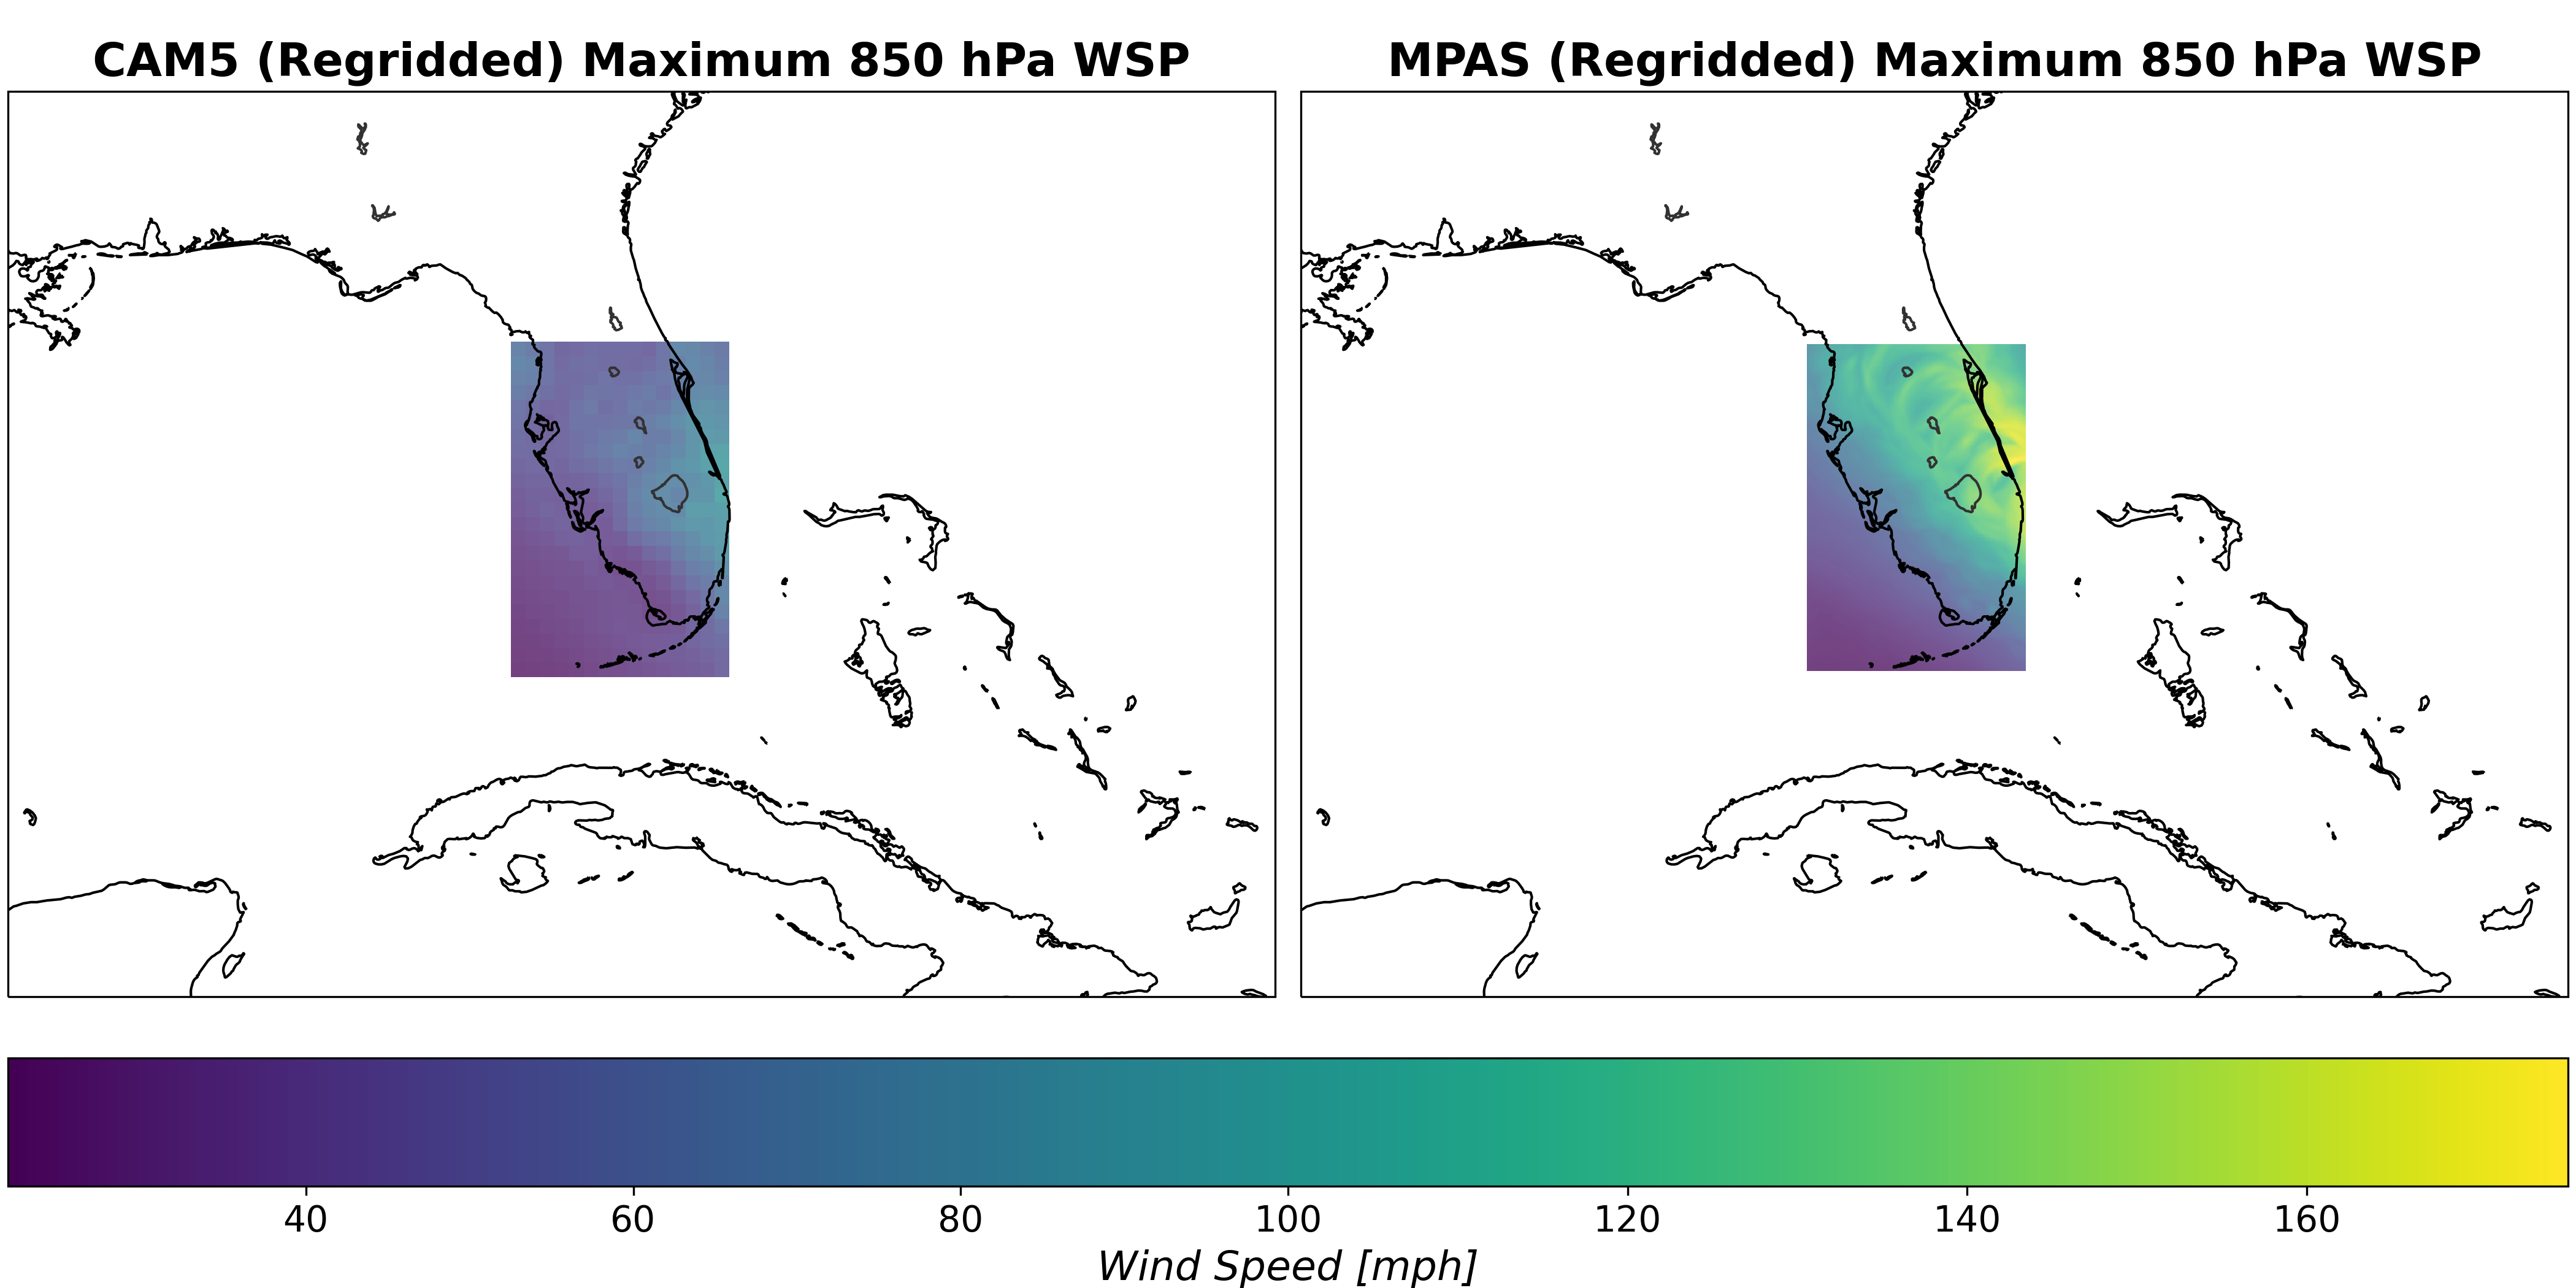 CAM5 (Regridded) Maximum 850 hPa WSP
MPAS (Regridded) Maximum 850 hPa WSP
40 60 80 100 120 140 160
Wind Speed [mph]